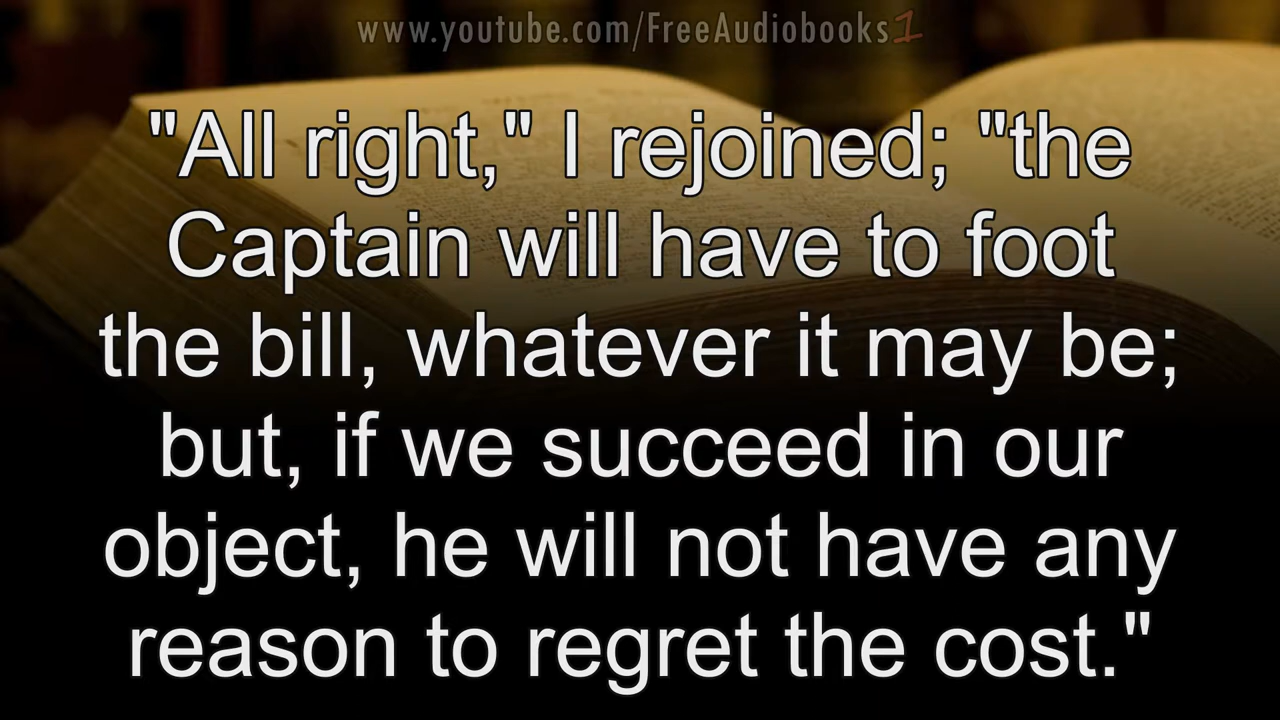 www.youtube.com/FreeAudiobooks1
"All right," I rejoined; "the
Captain will have to foot
the bill, whatever it may be;
but, if we succeed in our
object, he will not have any
reason to regret the cost."